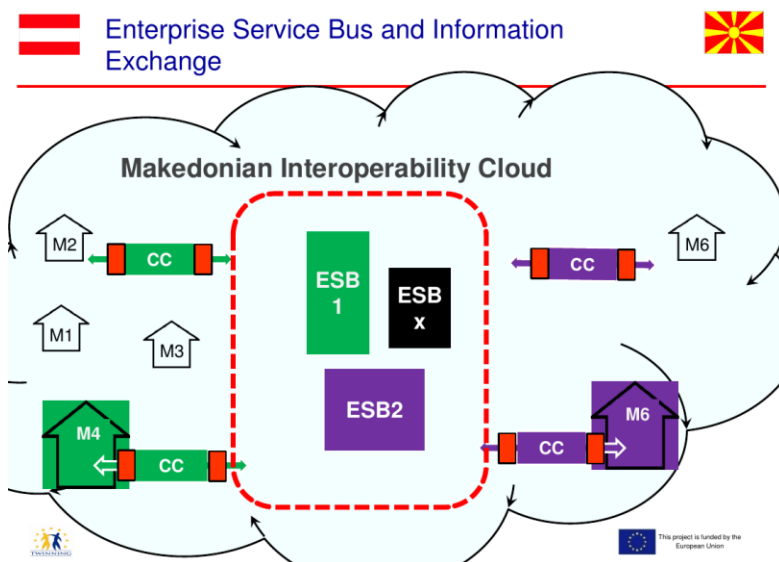 Enterprise Service Bus and Information
Exchange
Makedonian Interoperability Cloud
M2
CC
ESB
1
ESB
x
CC
M6
M1
M3
ESB2
M4
CC
CC
M6
TWINNING
This project is funded by the
European Union